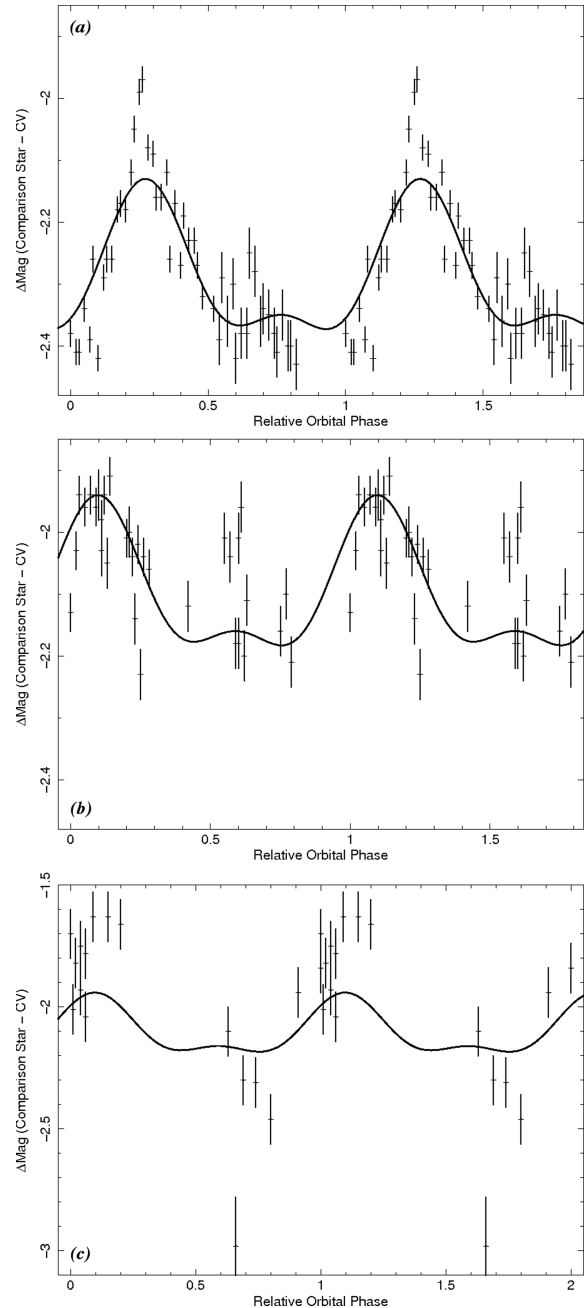 (a)
ΔMag (Comparison Star − CV)
−2
−2.2
−2.4
0
0.5
1
1.5
Relative Orbital Phase
ΔMag (Comparison Star − CV)
−2
−2.2
−2.4
(b)
0
0.5
1
1.5
Relative Orbital Phase
ΔMag (Comparison Star − CV)
−1.5
−2
−2.5
−3
(c)
0
0.5
1
1.5
2
Relative Orbital Phase